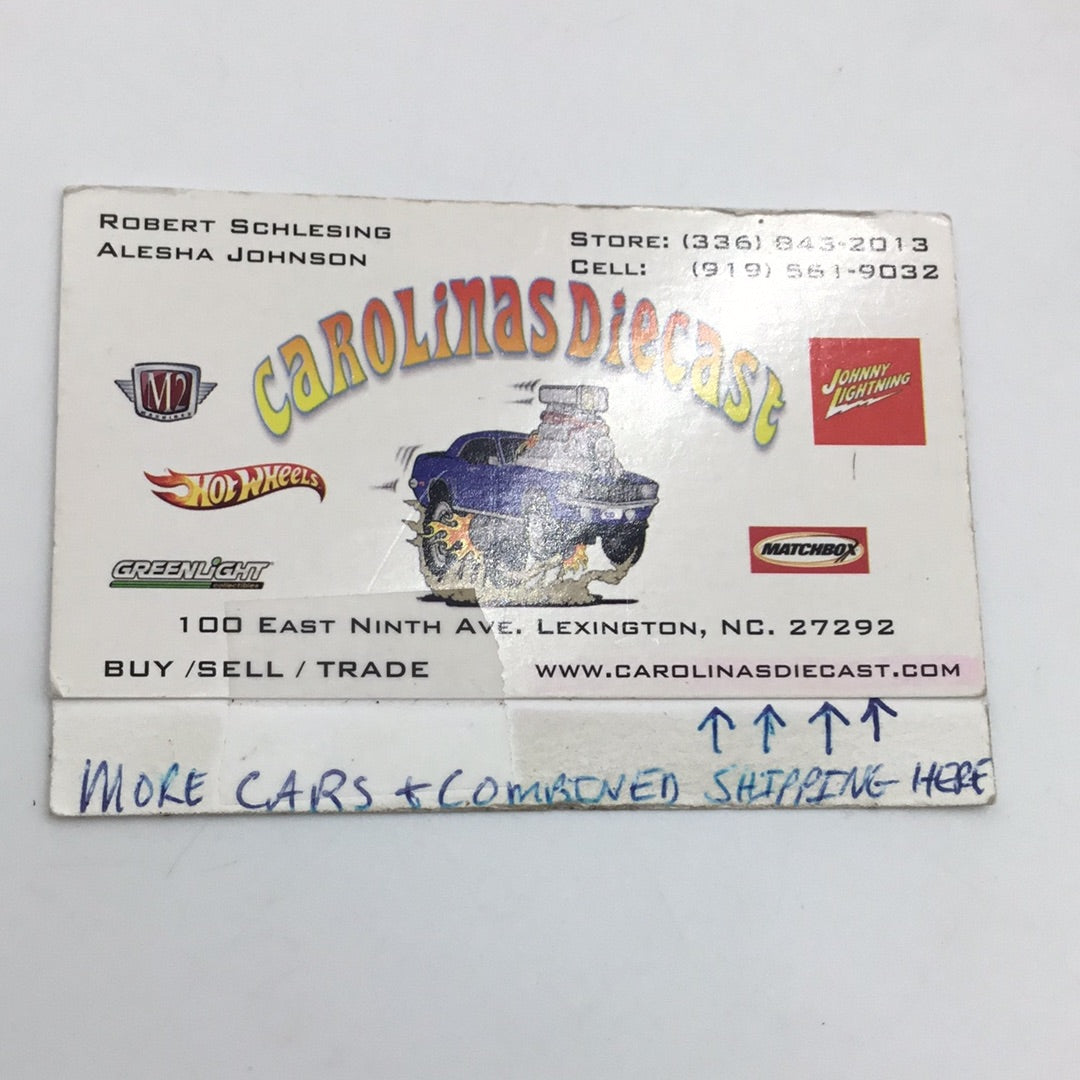 ROBERT SCHLESING
ALESHA JOHNSON
STORE: (336) 843-2013
CELL: (919) 561-9032
CAROLINAS DIECAST
M2
MACHINES
JOHNNY
LIGHTNING
HOT WHEELS
MATCHBOX
GREENLIGHT
collectibles
100 EAST NINTH AVE. LEXINGTON, NC. 27292
BUY /SELL / TRADE
WWW.CAROLINASDIECAST.COM
↑ ↑ ↑ ↑
MORE CARS + COMBINED SHIPPING HERE